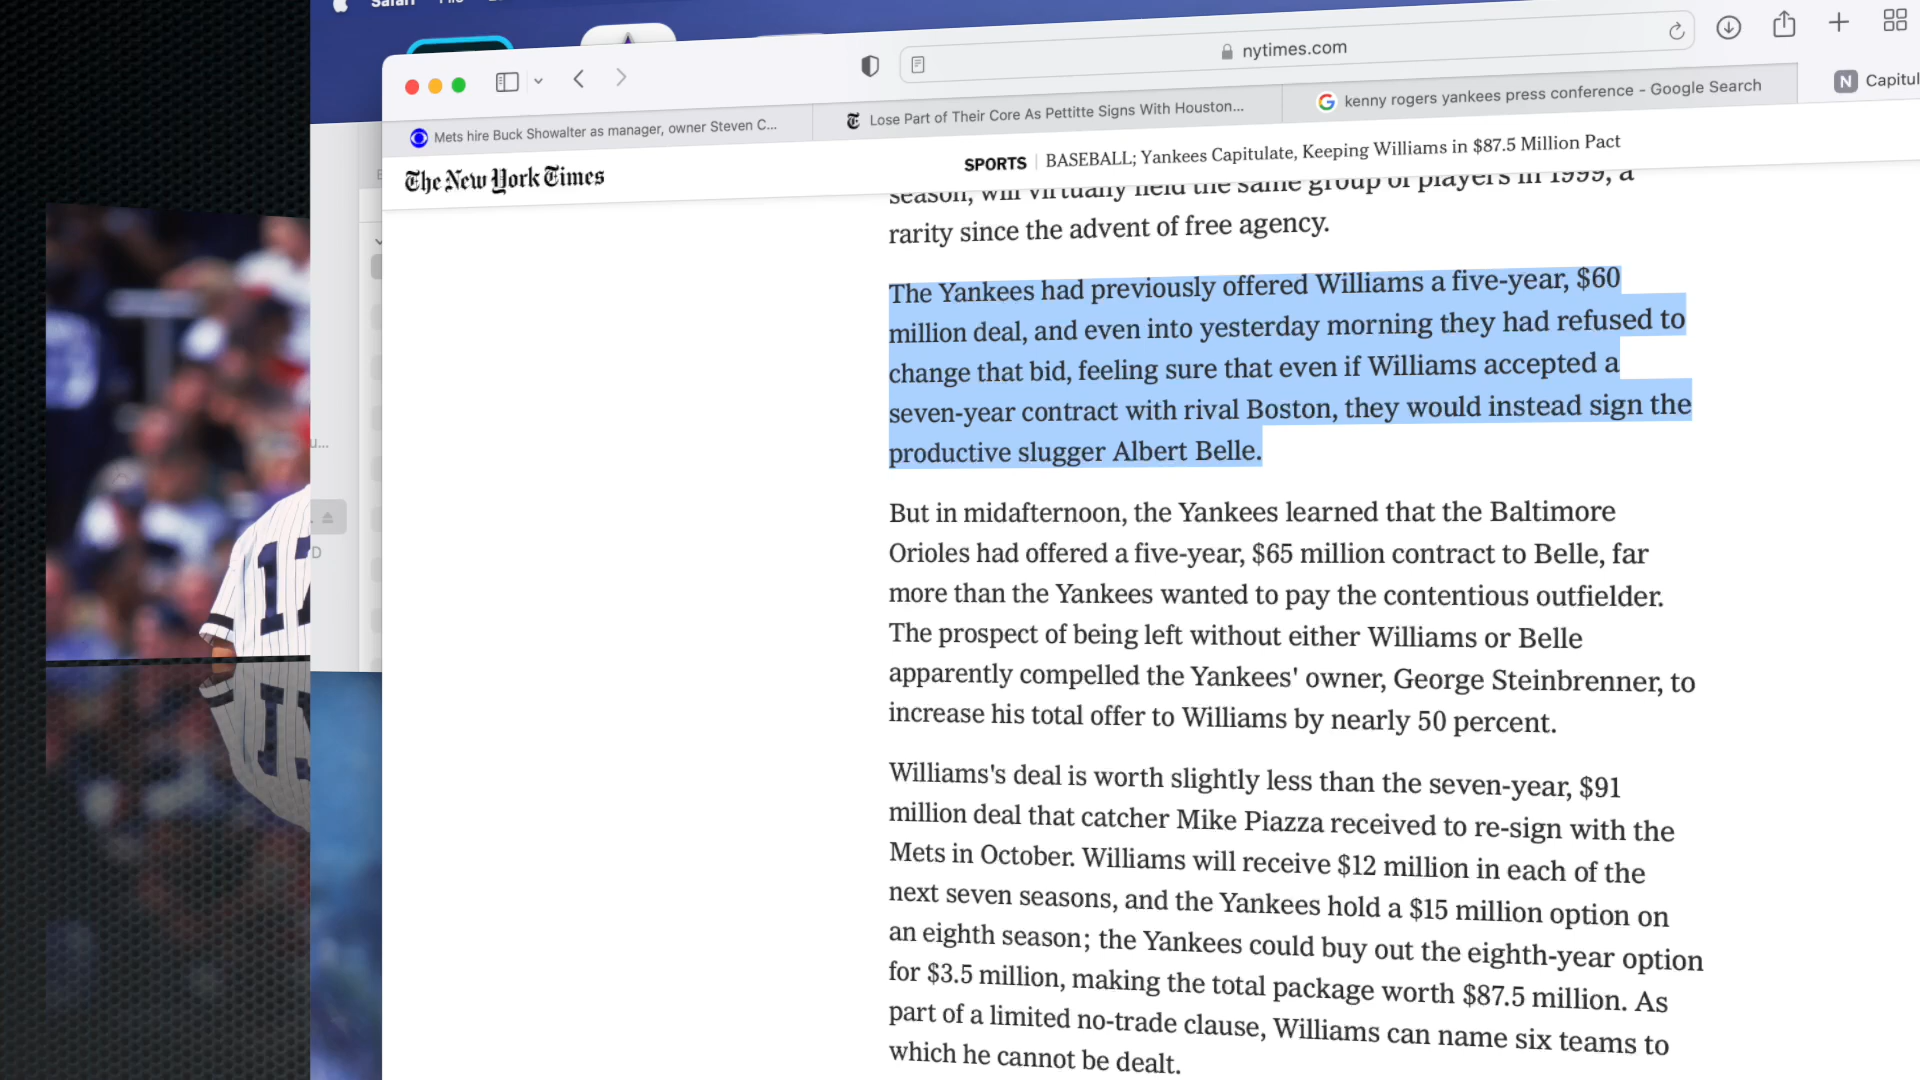 Safari
nytimes.com
Mets hire Buck Showalter as manager, owner Steven C...
Lose Part of Their Core As Pettitte Signs With Houston...
kenny rogers yankees press conference - Google Search
N
The New York Times
SPORTS
BASEBALL; Yankees Capitulate, Keeping Williams in $87.5 Million Pact
season, will virtually field the same group of players in 1999, a
rarity since the advent of free agency.
The Yankees had previously offered Williams a five-year, $60
million deal, and even into yesterday morning they had refused to
change that bid, feeling sure that even if Williams accepted a
seven-year contract with rival Boston, they would instead sign the
productive slugger Albert Belle.
But in midafternoon, the Yankees learned that the Baltimore
Orioles had offered a five-year, $65 million contract to Belle, far
more than the Yankees wanted to pay the contentious outfielder.
The prospect of being left without either Williams or Belle
apparently compelled the Yankees' owner, George Steinbrenner, to
increase his total offer to Williams by nearly 50 percent.
Williams's deal is worth slightly less than the seven-year, $91
million deal that catcher Mike Piazza received to re-sign with the
Mets in October. Williams will receive $12 million in each of the
next seven seasons, and the Yankees hold a $15 million option on
an eighth season; the Yankees could buy out the eighth-year option
for $3.5 million, making the total package worth $87.5 million. As
part of a limited no-trade clause, Williams can name six teams to
which he cannot be dealt.